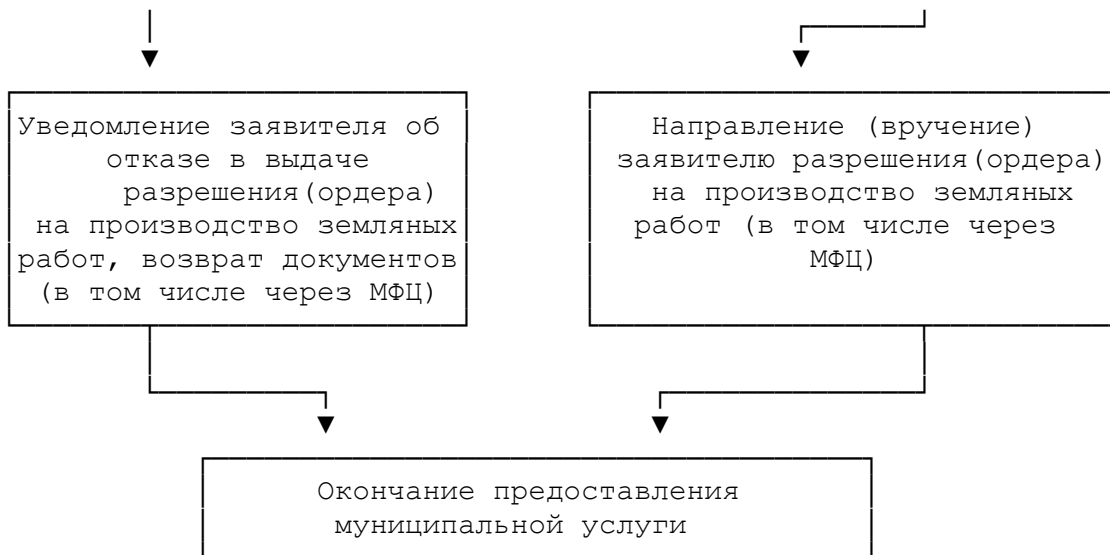 Уведомление заявителя об
отказе в выдаче
разрешения(ордера)
на производство земляных
работ, возврат документов
(в том числе через МФЦ)
Направление (вручение)
заявителю разрешения(ордера)
на производство земляных
работ (в том числе через
МФЦ)
Окончание предоставления
муниципальной услуги